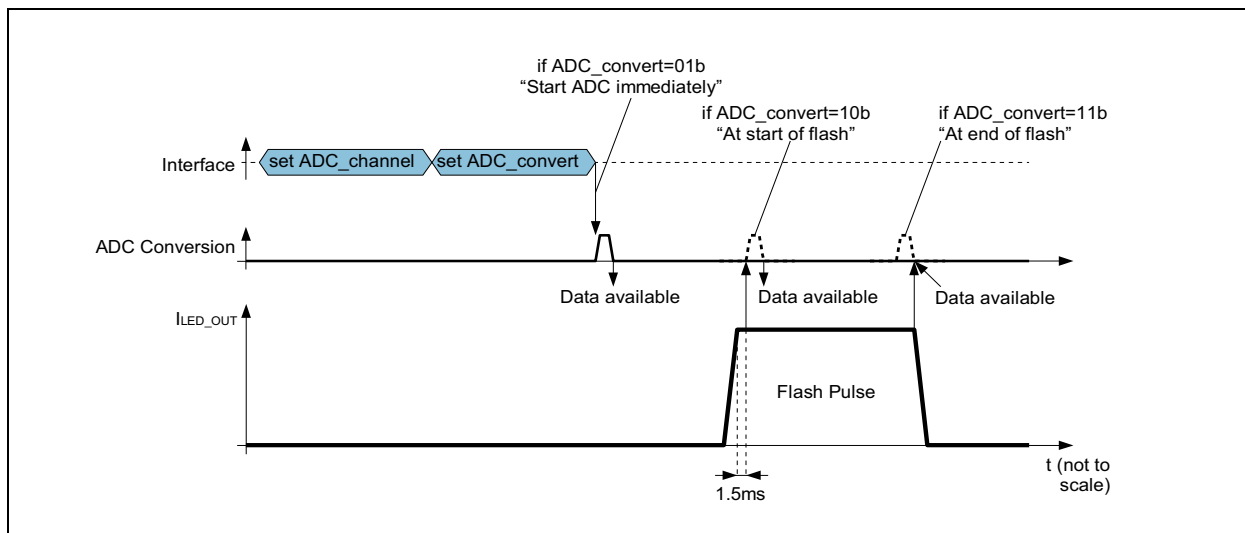 if ADC_convert=01b
“Start ADC immediately”
if ADC_convert=10b
“At start of flash”
if ADC_convert=11b
“At end of flash”
Interface
set ADC_channel
set ADC_convert
ADC Conversion
Data available
Data available
Data available
ILED_OUT
Flash Pulse
t (not to
scale)
1.5ms